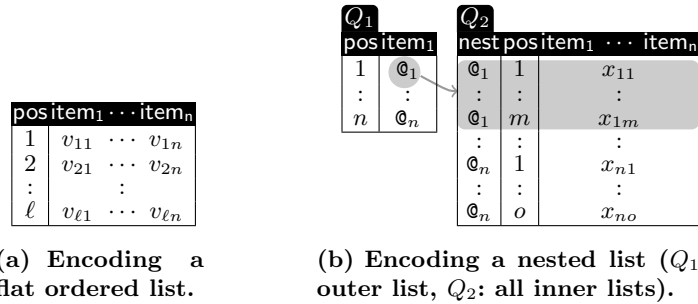 pos item₁ ··· itemₙ
1 v₁₁ ··· v₁ₙ
2 v₂₁ ··· v₂ₙ
: :
ℓ vℓ₁ ··· vℓₙ
(a) Encoding a
flat ordered list.
Q₁
pos item₁
1 @₁
: :
n @ₙ
Q₂
nest pos item₁ ··· itemₙ
@₁ 1 x₁₁
: : :
@₁ m x₁ₘ
: : :
@ₙ 1 xₙ₁
: : :
@ₙ o xₙₒ
(b) Encoding a nested list (Q₁
outer list, Q₂: all inner lists).